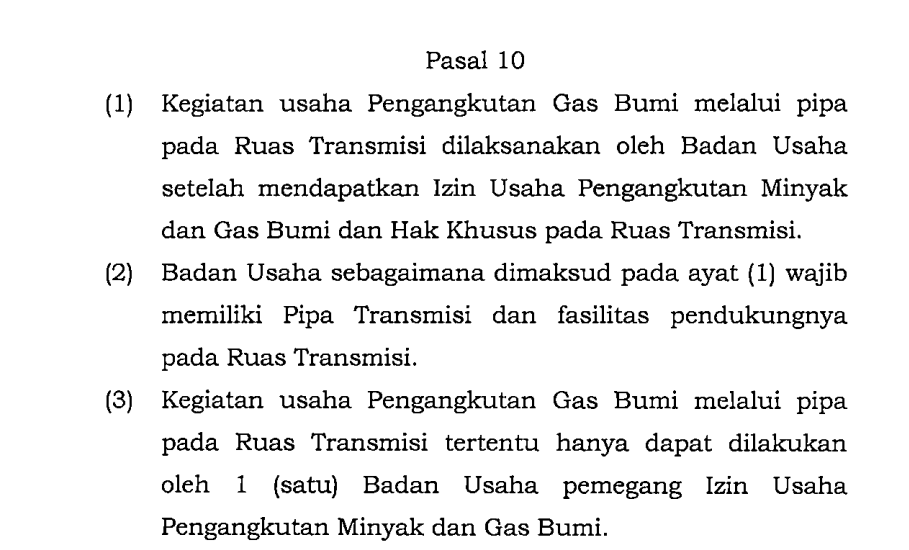 Pasal 10
(1) Kegiatan usaha Pengangkutan Gas Bumi melalui pipa
pada Ruas Transmisi dilaksanakan oleh Badan Usaha
setelah mendapatkan Izin Usaha Pengangkutan Minyak
dan Gas Bumi dan Hak Khusus pada Ruas Transmisi.
(2) Badan Usaha sebagaimana dimaksud pada ayat (1) wajib
memiliki Pipa Transmisi dan fasilitas pendukungnya
pada Ruas Transmisi.
(3) Kegiatan usaha Pengangkutan Gas Bumi melalui pipa
pada Ruas Transmisi tertentu hanya dapat dilakukan
oleh 1 (satu) Badan Usaha pemegang Izin Usaha
Pengangkutan Minyak dan Gas Bumi.